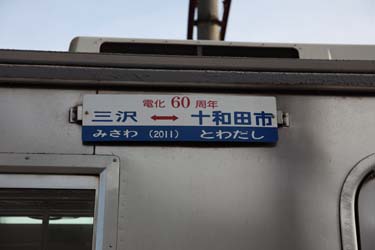 電化 60 周年
三沢 ↔ 十和田市
みさわ (2011) とわだし